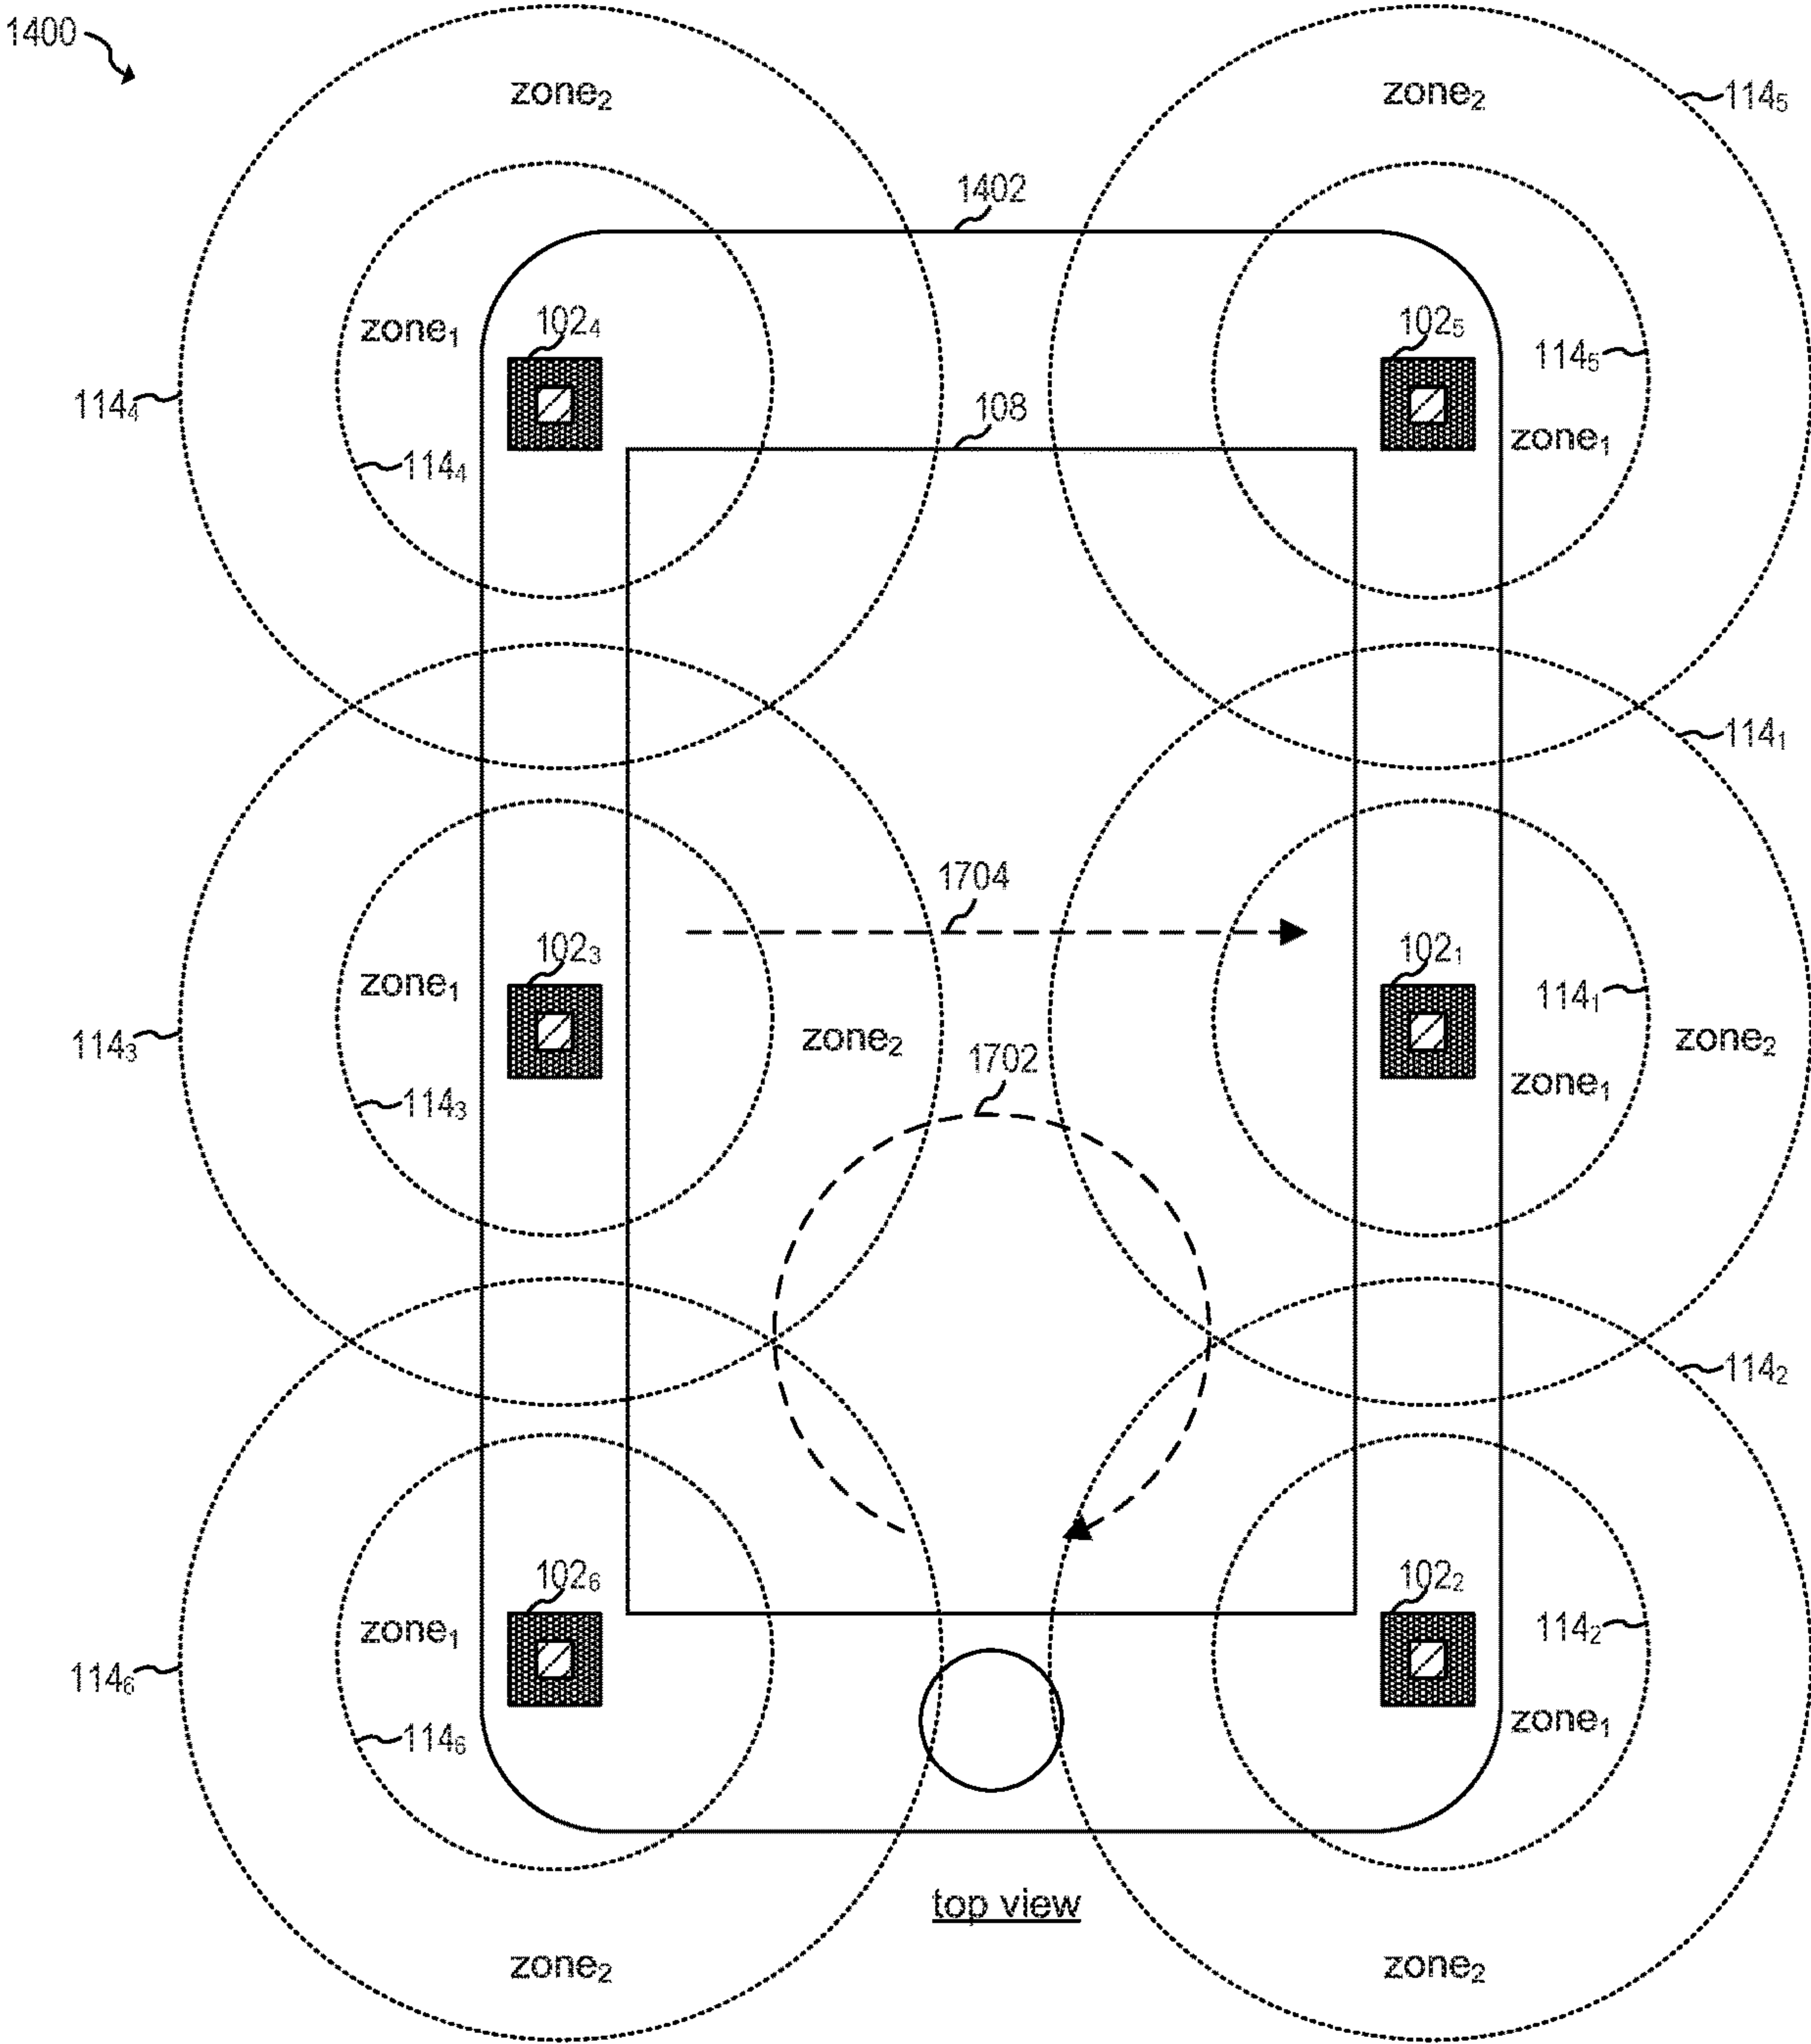 1400
zone₂
zone₂
114₅
1402
zone₁
102₄
102₅
114₅
114₄
108
zone₁
114₄
114₁
1704
102₃
102₁
zone₁
114₁
114₃
zone₂
1702
zone₂
zone₁
114₃
114₂
102₆
102₂
zone₁
114₂
114₆
zone₁
114₆
top view
zone₂
zone₂